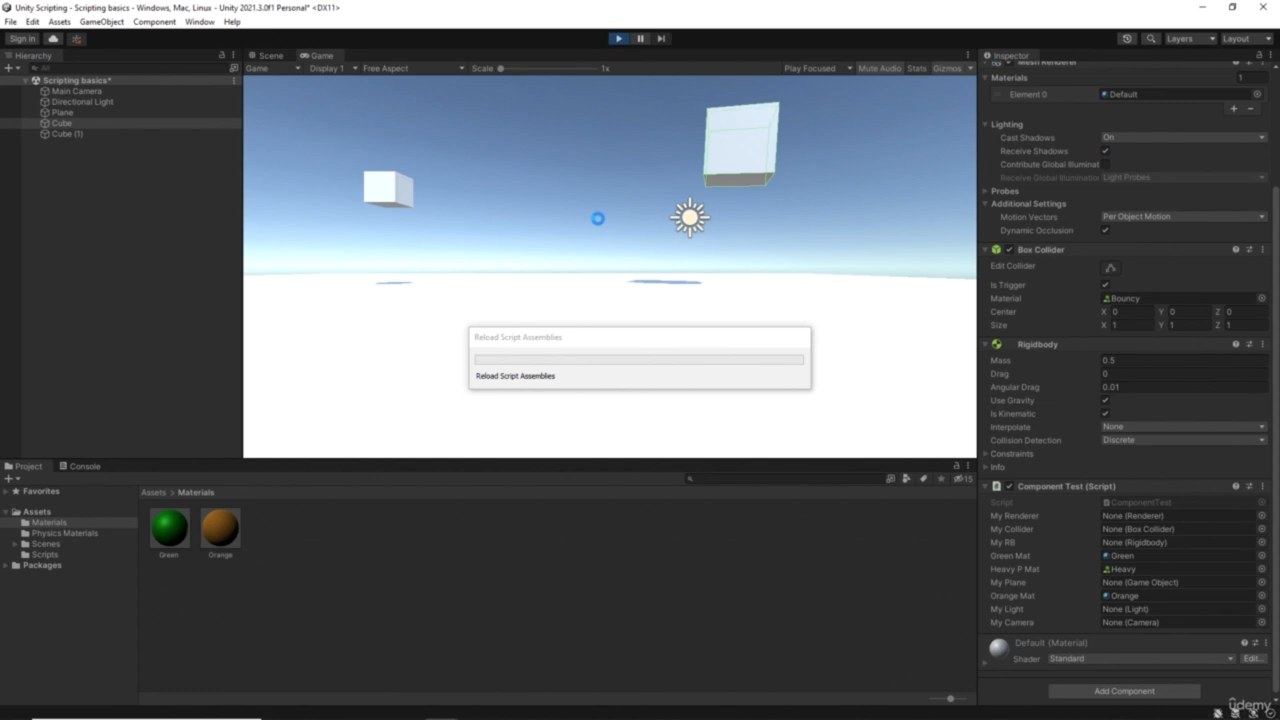 Unity Scripting - Scripting basics - Windows, Mac, Linux - Unity 2021.3.0f1 Personal* <DX11>
File Edit Assets GameObject Component Window Help
Sign in Layers Layout
Hierarchy Scene Game Inspector
All Game Display 1 Free Aspect Scale 1x Play Focused Mute Audio Stats Gizmos Mesh Renderer
Scripting basics* Materials 1
Main Camera Element 0 Default
Directional Light
Plane
Cube Lighting
Cube (1) Cast Shadows On
Receive Shadows
Contribute Global Illuminat
Receive Global Illumination Light Probes
Probes
Additional Settings
Motion Vectors Per Object Motion
Dynamic Occlusion
Box Collider
Edit Collider
Is Trigger
Material Bouncy
Center X 0 Y 0 Z 0
Size X 1 Y 1 Z 1
Reload Script Assemblies
Rigidbody
Mass 0.5
Reload Script Assemblies Drag 0
Angular Drag 0.01
Use Gravity
Is Kinematic
Interpolate None
Collision Detection Discrete
Constraints
Project Console Info
15
Favorites Assets > Materials Component Test (Script)
Script ComponentTest
Assets My Renderer None (Renderer)
Materials My Collider None (Box Collider)
Physics Materials My RB None (Rigidbody)
Scenes Green Orange Green Mat Green
Scripts Heavy P Mat Heavy
Packages My Plane None (Game Object)
Orange Mat Orange
My Light None (Light)
My Camera None (Camera)
Default (Material)
Shader Standard Edit...
Add Component
ûdemy